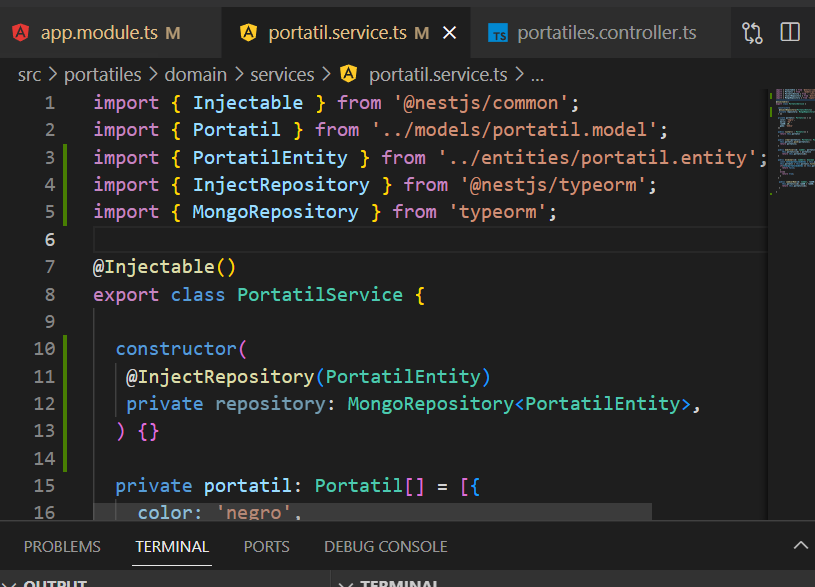 app.module.ts M portatil.service.ts M TS portatiles.controller.ts
src > portatiles > domain > services > portatil.service.ts > ...
1 import { Injectable } from '@nestjs/common';
2 import { Portatil } from '../models/portatil.model';
3 import { PortatilEntity } from '../entities/portatil.entity';
4 import { InjectRepository } from '@nestjs/typeorm';
5 import { MongoRepository } from 'typeorm';
6
7 @Injectable()
8 export class PortatilService {
9
10 constructor(
11 @InjectRepository(PortatilEntity)
12 private repository: MongoRepository<PortatilEntity>,
13 ) {}
14
15 private portatil: Portatil[] = [{
16 color: 'negro',
PROBLEMS TERMINAL PORTS DEBUG CONSOLE
OUTPUT TERMINAL